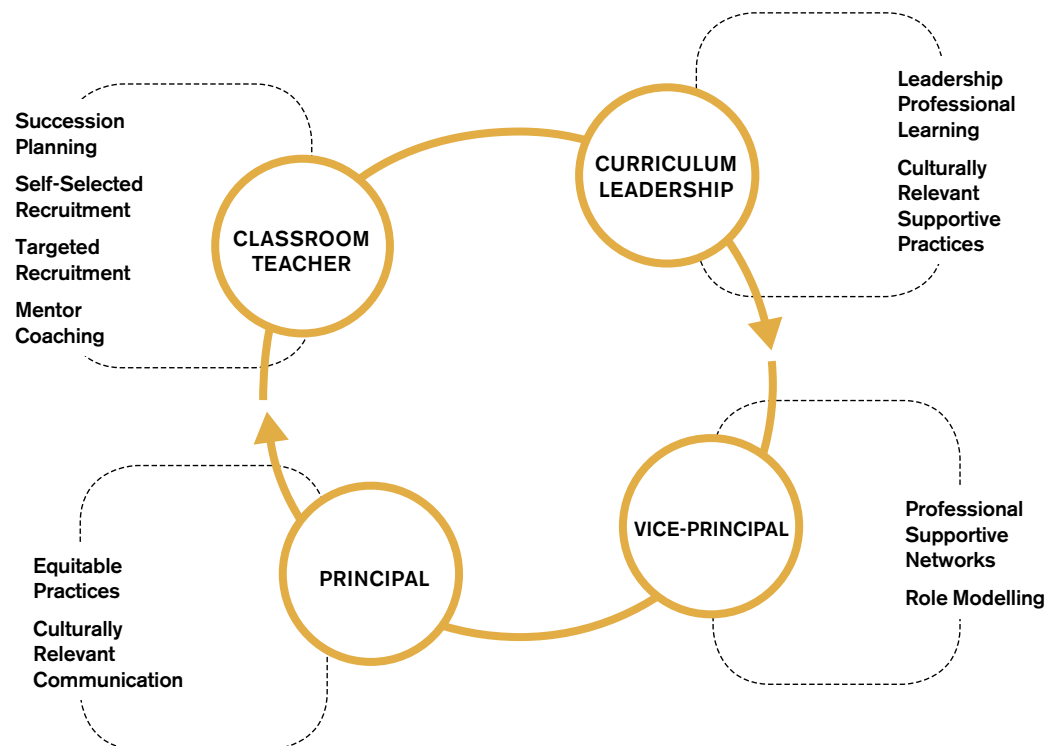 Succession
Planning
Self-Selected
Recruitment
Targeted
Recruitment
Mentor
Coaching
CLASSROOM
TEACHER
CURRICULUM
LEADERSHIP
Leadership
Professional
Learning
Culturally
Relevant
Supportive
Practices
Equitable
Practices
Culturally
Relevant
Communication
PRINCIPAL
VICE-PRINCIPAL
Professional
Supportive
Networks
Role Modelling